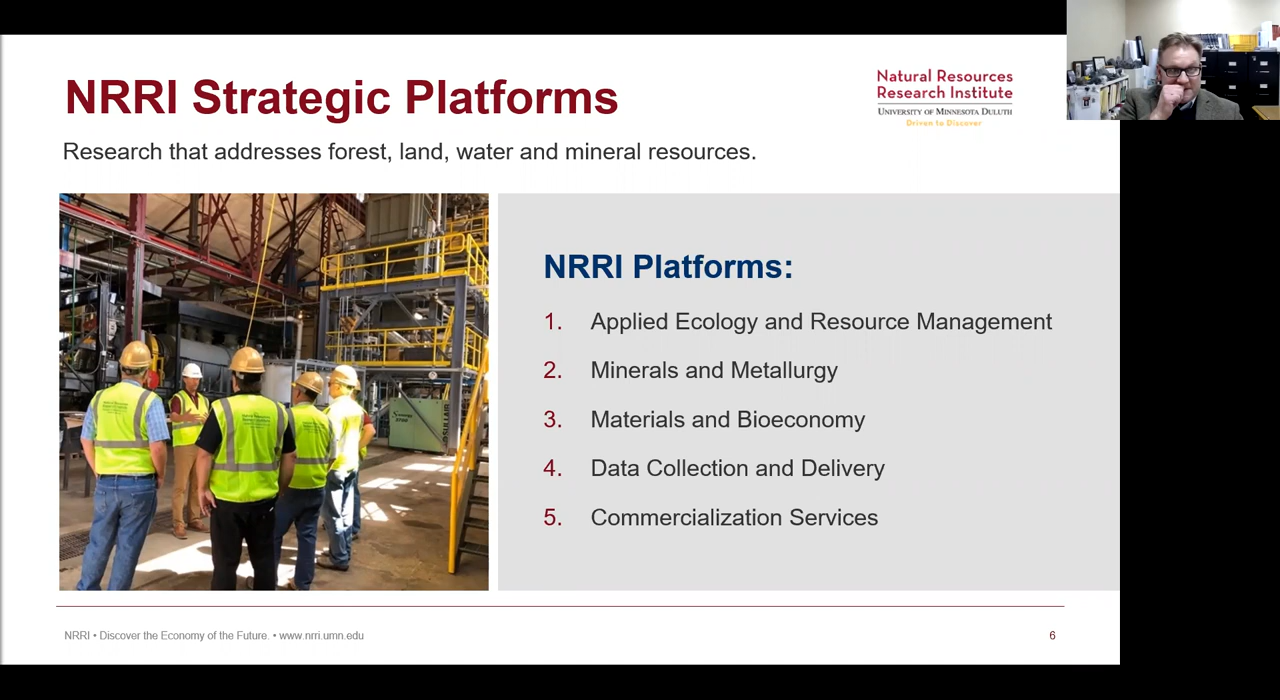 NRRI Strategic Platforms
Natural Resources
Research Institute
UNIVERSITY OF MINNESOTA DULUTH
Driven to Discover
Research that addresses forest, land, water and mineral resources.
NRRI Platforms:
1. Applied Ecology and Resource Management
2. Minerals and Metallurgy
3. Materials and Bioeconomy
4. Data Collection and Delivery
5. Commercialization Services
SULLAIR
NRRI • Discover the Economy of the Future. • www.nrri.umn.edu
6